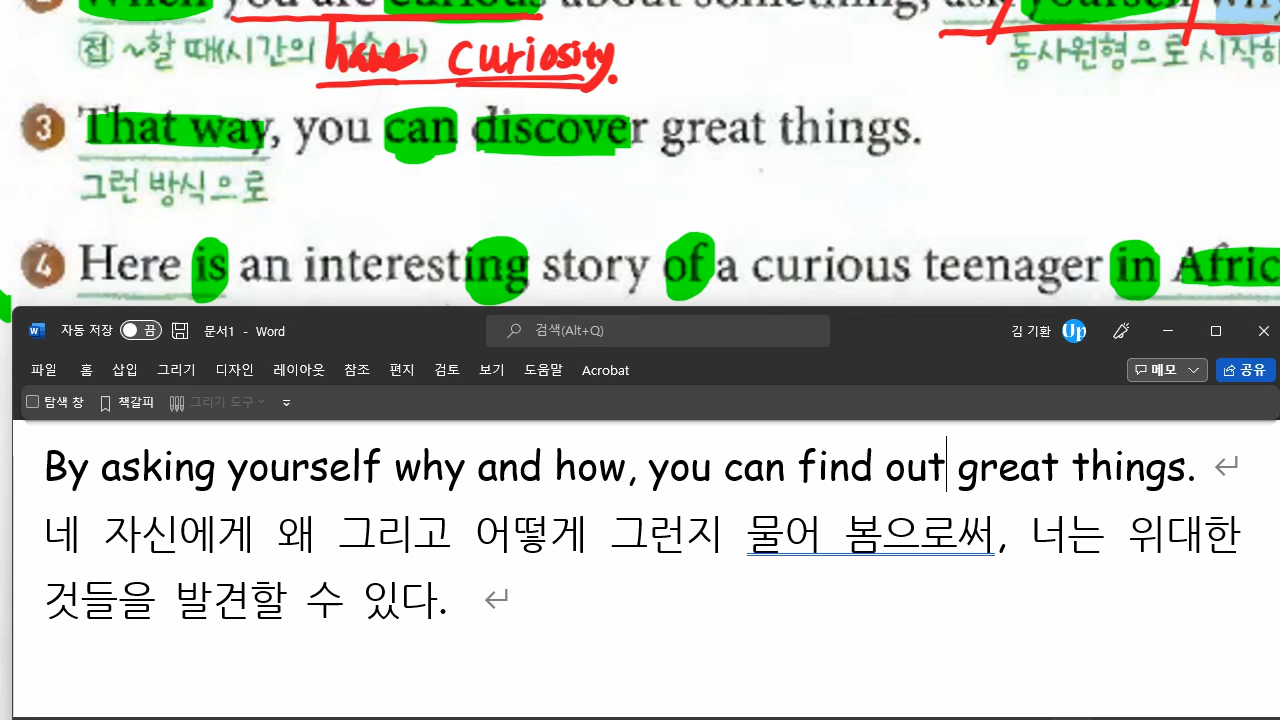 When you are curious about something, ask yourself why
접 ~할 때(시간의
have curiosity.
동사원형으로 시작하
3 That way, you can discover great things.
그런 방식으로
4 Here is an interesting story of a curious teenager in Afric
자동 저장 끔 문서1 - Word 검색(Alt+Q) 김 기환 Up
파일 홈 삽입 그리기 디자인 레이아웃 참조 편지 검토 보기 도움말 Acrobat 메모 공유
탐색 창 책갈피 그리기 도구
By asking yourself why and how, you can find out great things.
네 자신에게 왜 그리고 어떻게 그런지 물어 봄으로써, 너는 위대한
것들을 발견할 수 있다.